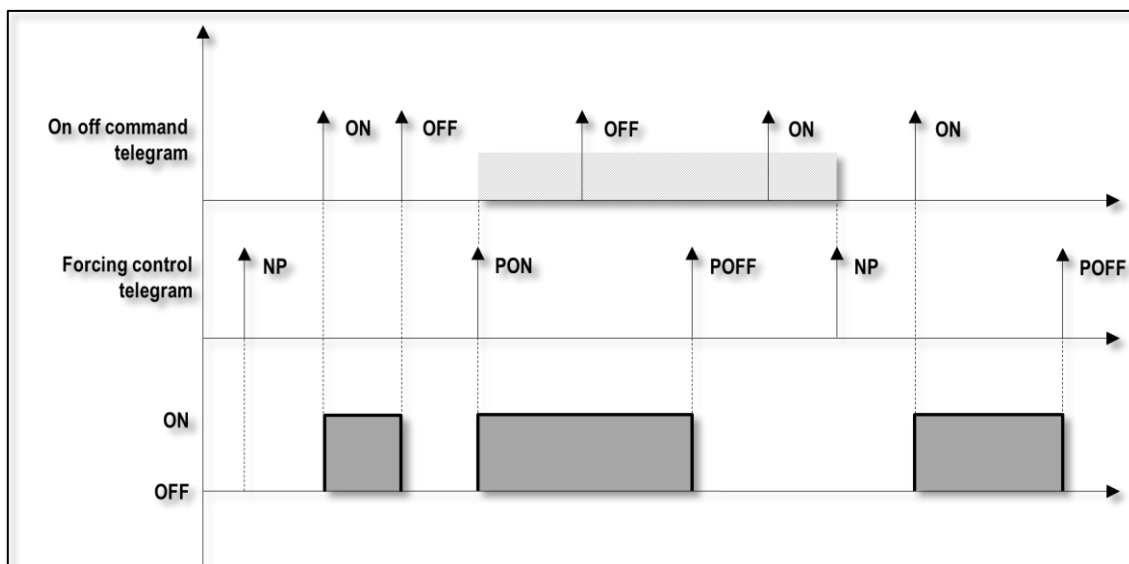 On off command
telegram
ON
OFF
OFF
ON
ON
Forcing control
telegram
NP
PON
POFF
NP
POFF
ON
OFF